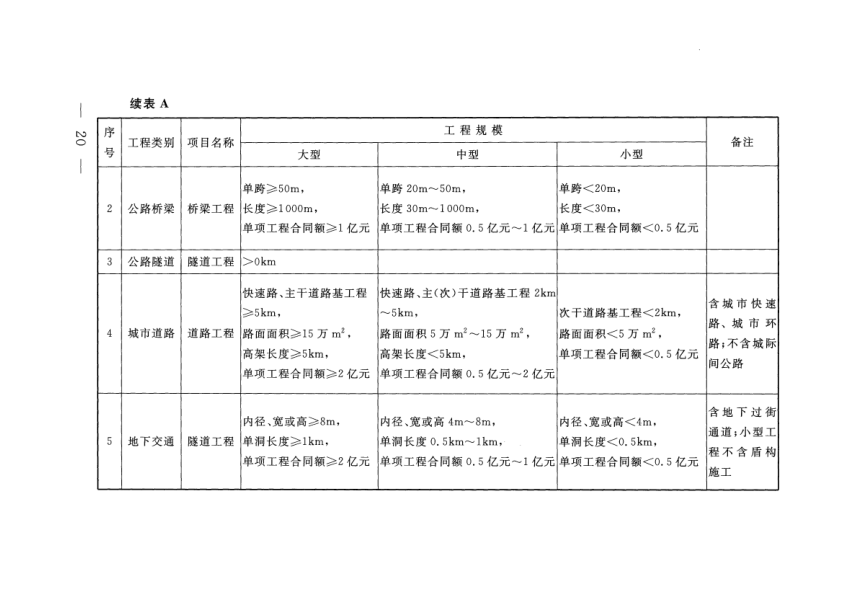 续表 A
— 20 —
序号 工程类别 项目名称 工程规模 备注
大型 中型 小型
2 公路桥梁 桥梁工程
单跨≥50m,
长度≥1000m,
单项工程合同额≥1 亿元
单跨 20m～50m,
长度 30m～1000m,
单项工程合同额 0.5 亿元～1 亿元
单跨<20m,
长度<30m,
单项工程合同额<0.5 亿元
3 公路隧道 隧道工程 >0km
4 城市道路 道路工程
快速路、主干道路基工程
≥5km,
路面面积≥15 万 m²,
高架长度≥5km,
单项工程合同额≥2 亿元
快速路、主(次)干道路基工程 2km
～5km,
路面面积 5 万 m²～15 万 m²,
高架长度<5km,
单项工程合同额 0.5 亿元～2 亿元
次干道路基工程<2km,
路面面积<5 万 m²,
单项工程合同额<0.5 亿元
含城市快速
路、城市环
路;不含城际
间公路
5 地下交通 隧道工程
内径、宽或高≥8m,
单洞长度≥1km,
单项工程合同额≥2 亿元
内径、宽或高 4m～8m,
单洞长度 0.5km～1km,
单项工程合同额 0.5 亿元～1 亿元
内径、宽或高<4m,
单洞长度<0.5km,
单项工程合同额<0.5 亿元
含地下过街
通道;小型工
程不含盾构
施工